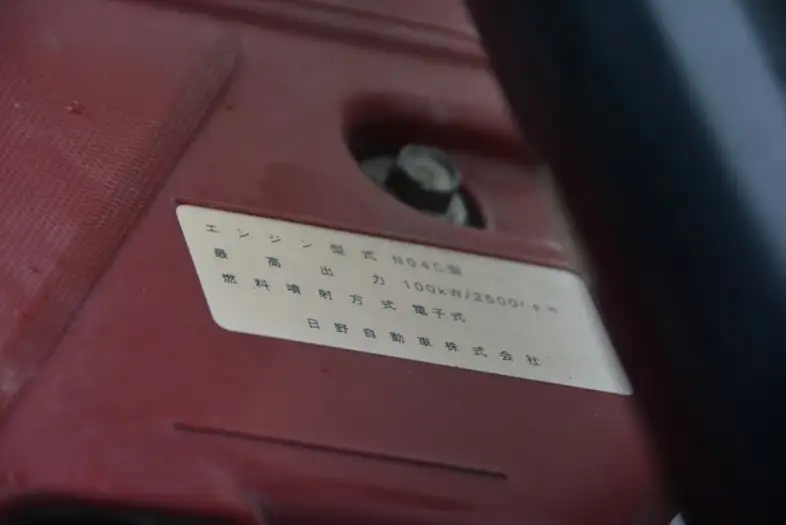 エンジン型式 N04C型
最高出力 100kW/2500rpm
燃料噴射方式 電子式
日野自動車株式会社